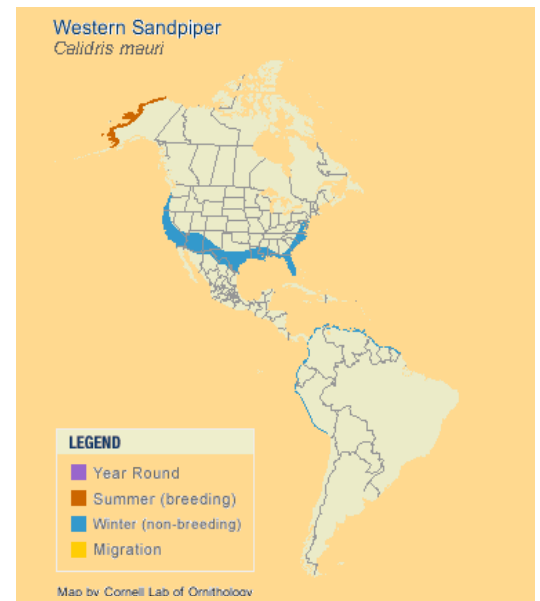 Western Sandpiper
Calidris mauri
LEGEND
Year Round
Summer (breeding)
Winter (non-breeding)
Migration
Map by Cornell Lab of Ornithology